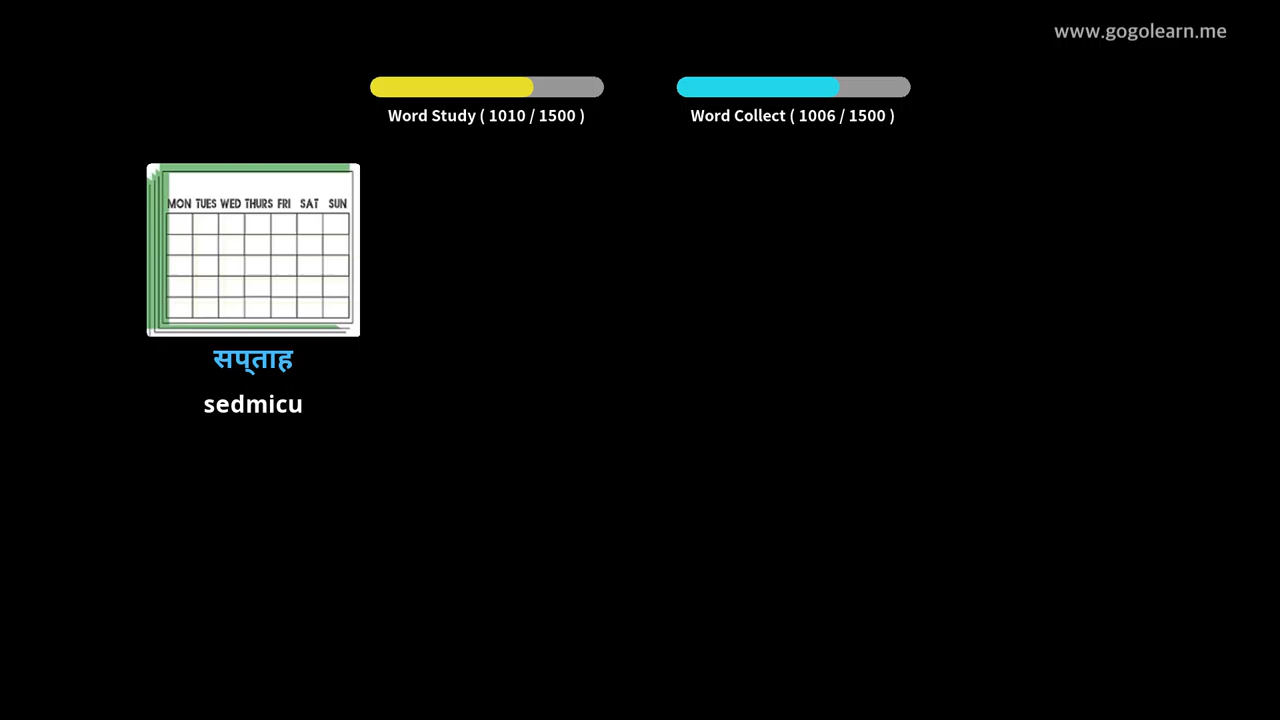 www.gogolearn.me
Word Study ( 1010 / 1500 )
Word Collect ( 1006 / 1500 )
MON TUES WED THURS FRI SAT SUN
सप्ताह
sedmicu